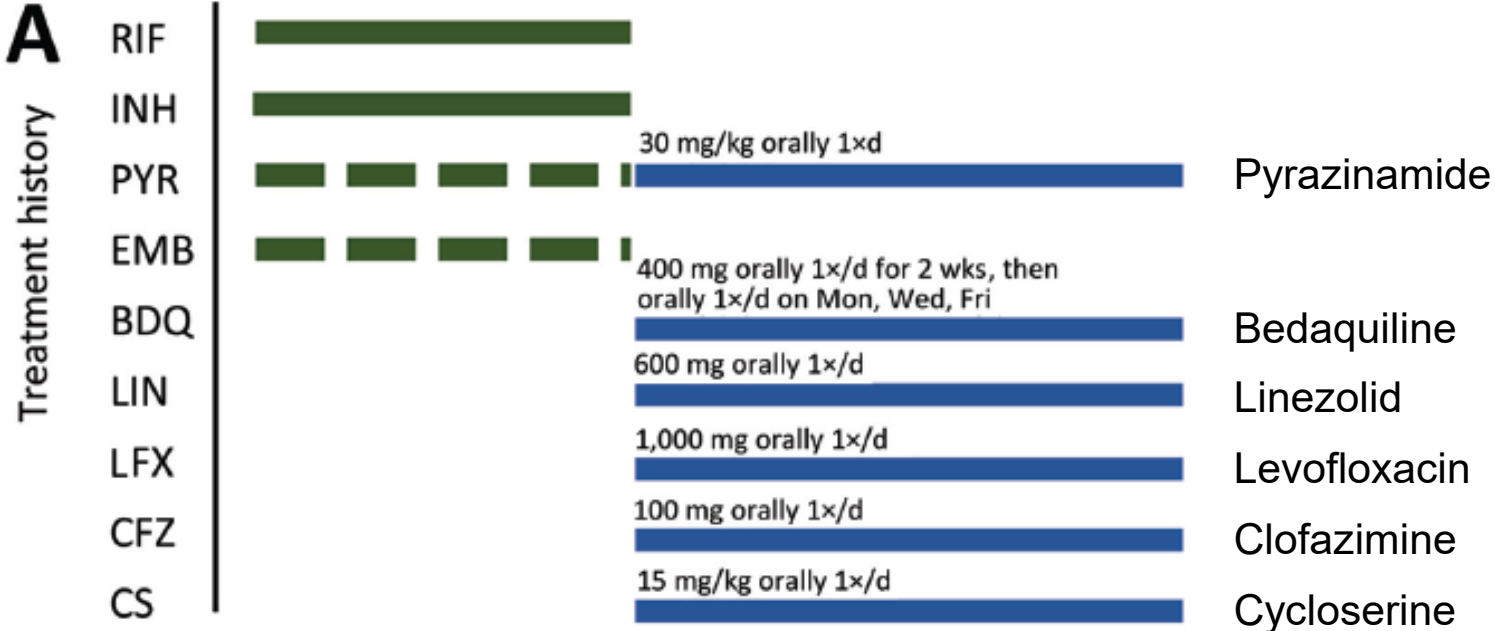 A
Treatment history
RIF
INH
30 mg/kg orally 1×d
PYR
Pyrazinamide
EMB
400 mg orally 1×/d for 2 wks, then
orally 1×/d on Mon, Wed, Fri
BDQ
Bedaquiline
600 mg orally 1×/d
LIN
Linezolid
1,000 mg orally 1×/d
LFX
Levofloxacin
100 mg orally 1×/d
CFZ
Clofazimine
15 mg/kg orally 1×/d
CS
Cycloserine